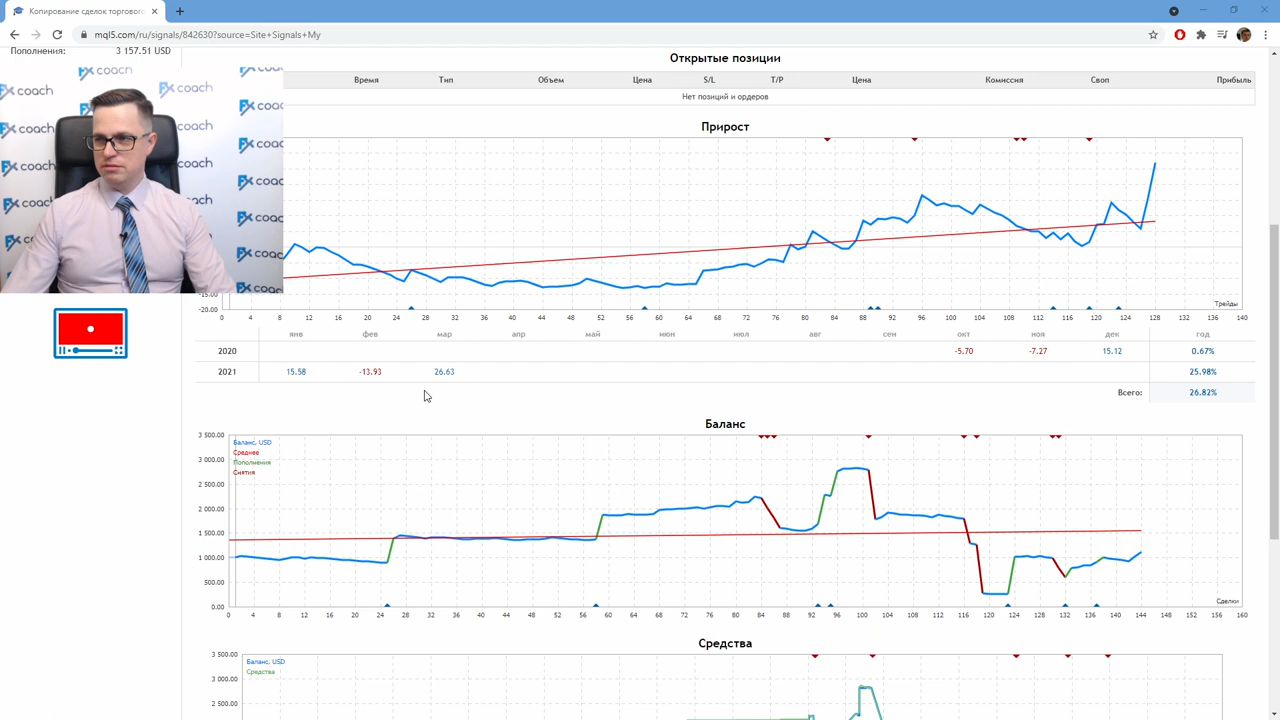 Копирование сделок торгового
mql5.com/ru/signals/842630?source=Site+Signals+My
Пополнения: 3 157.51 USD
Открытые позиции
Время Тип Объем Цена S/L T/P Цена Комиссия Своп Прибыль
Нет позиций и ордеров
Прирост
-15.00
-20.00
Трейды
0 4 8 12 16 20 24 28 32 36 40 44 48 52 56 60 64 68 72 76 80 84 88 92 96 100 104 108 112 116 120 124 128 132 136 140
янв фев мар апр май июн июл авг сен окт ноя дек год
2020 -5.70 -7.27 15.12 0.67%
2021 15.58 -13.93 26.63 25.98%
Всего: 26.82%
Баланс
3 500.00
3 000.00
2 500.00
2 000.00
1 500.00
1 000.00
500.00
0.00
Баланс, USD
Среднее
Пополнения
Снятия
Сделки
0 4 8 12 16 20 24 28 32 36 40 44 48 52 56 60 64 68 72 76 80 84 88 92 96 100 104 108 112 116 120 124 128 132 136 140 144 148 152 156 160
Средства
3 500.00
3 000.00
2 500.00
Баланс, USD
Средства
FX coach